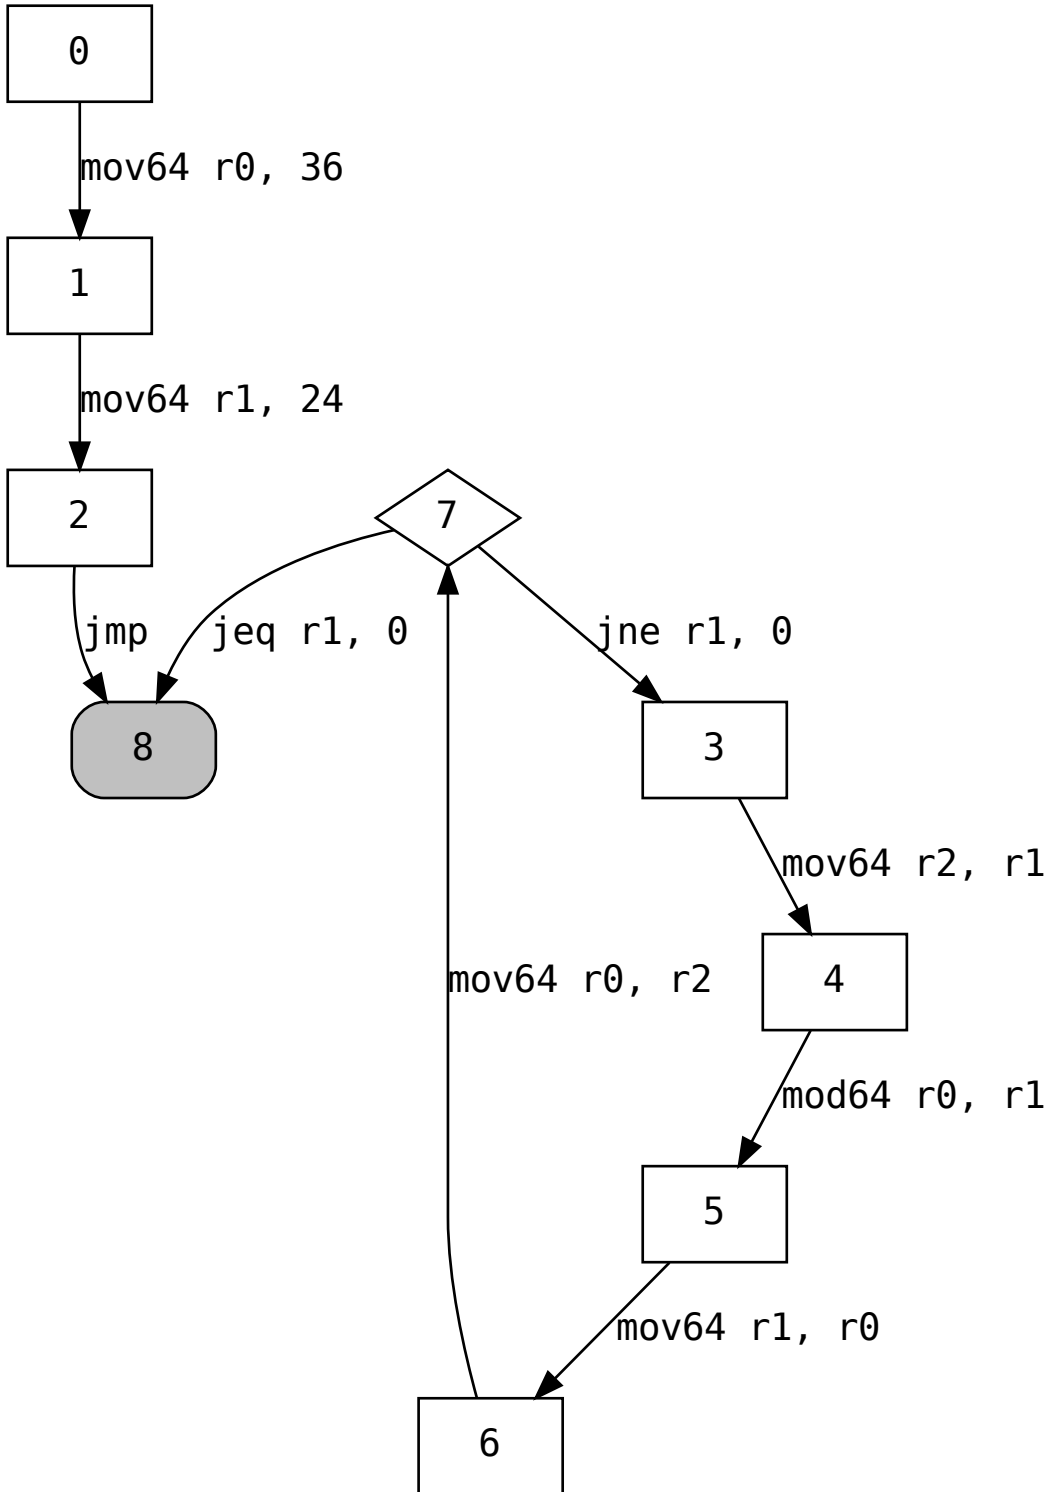 0
mov64 r0, 36
1
mov64 r1, 24
2
7
jmp
jeq r1, 0
jne r1, 0
8
3
mov64 r2, r1
mov64 r0, r2
4
mod64 r0, r1
5
mov64 r1, r0
6